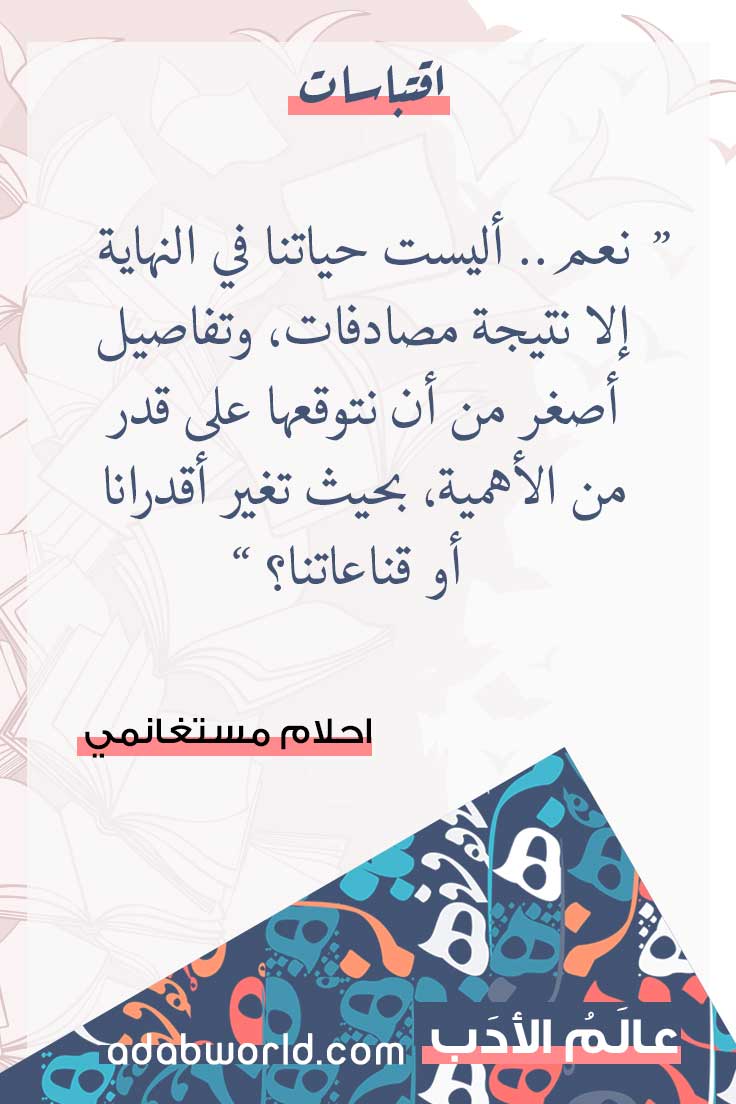 اقتباسات
” نعم.. أليست حياتنا في النهاية
إلا نتيجة مصادفات، وتفاصيل
أصغر من أن نتوقعها على قدر
من الأهمية، بحيث تغير أقدرانا
أو قناعاتنا؟ “
احلام مستغانمي
عالَمُ الأدَب
adabworld.com